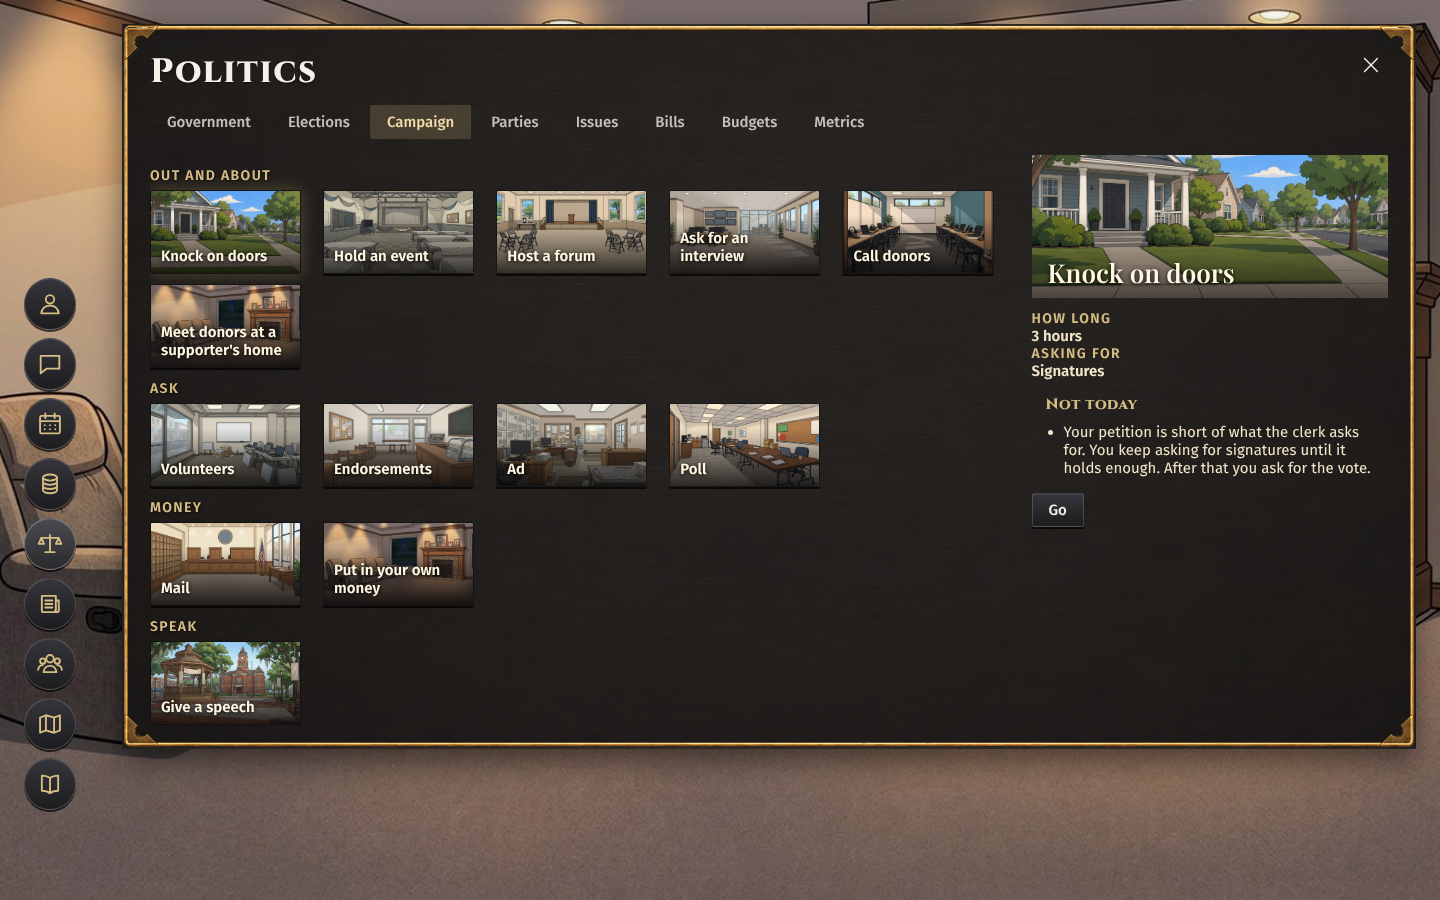 Politics
Government
Elections
Campaign
Parties
Issues
Bills
Budgets
Metrics
OUT AND ABOUT
Knock on doors
Hold an event
Host a forum
Ask for an
interview
Call donors
Meet donors at a
supporter's home
ASK
Volunteers
Endorsements
Ad
Poll
MONEY
Mail
Put in your own
money
SPEAK
Give a speech
Knock on doors
HOW LONG
3 hours
ASKING FOR
Signatures
Not today
• Your petition is short of what the clerk asks
for. You keep asking for signatures until it
holds enough. After that you ask for the vote.
Go